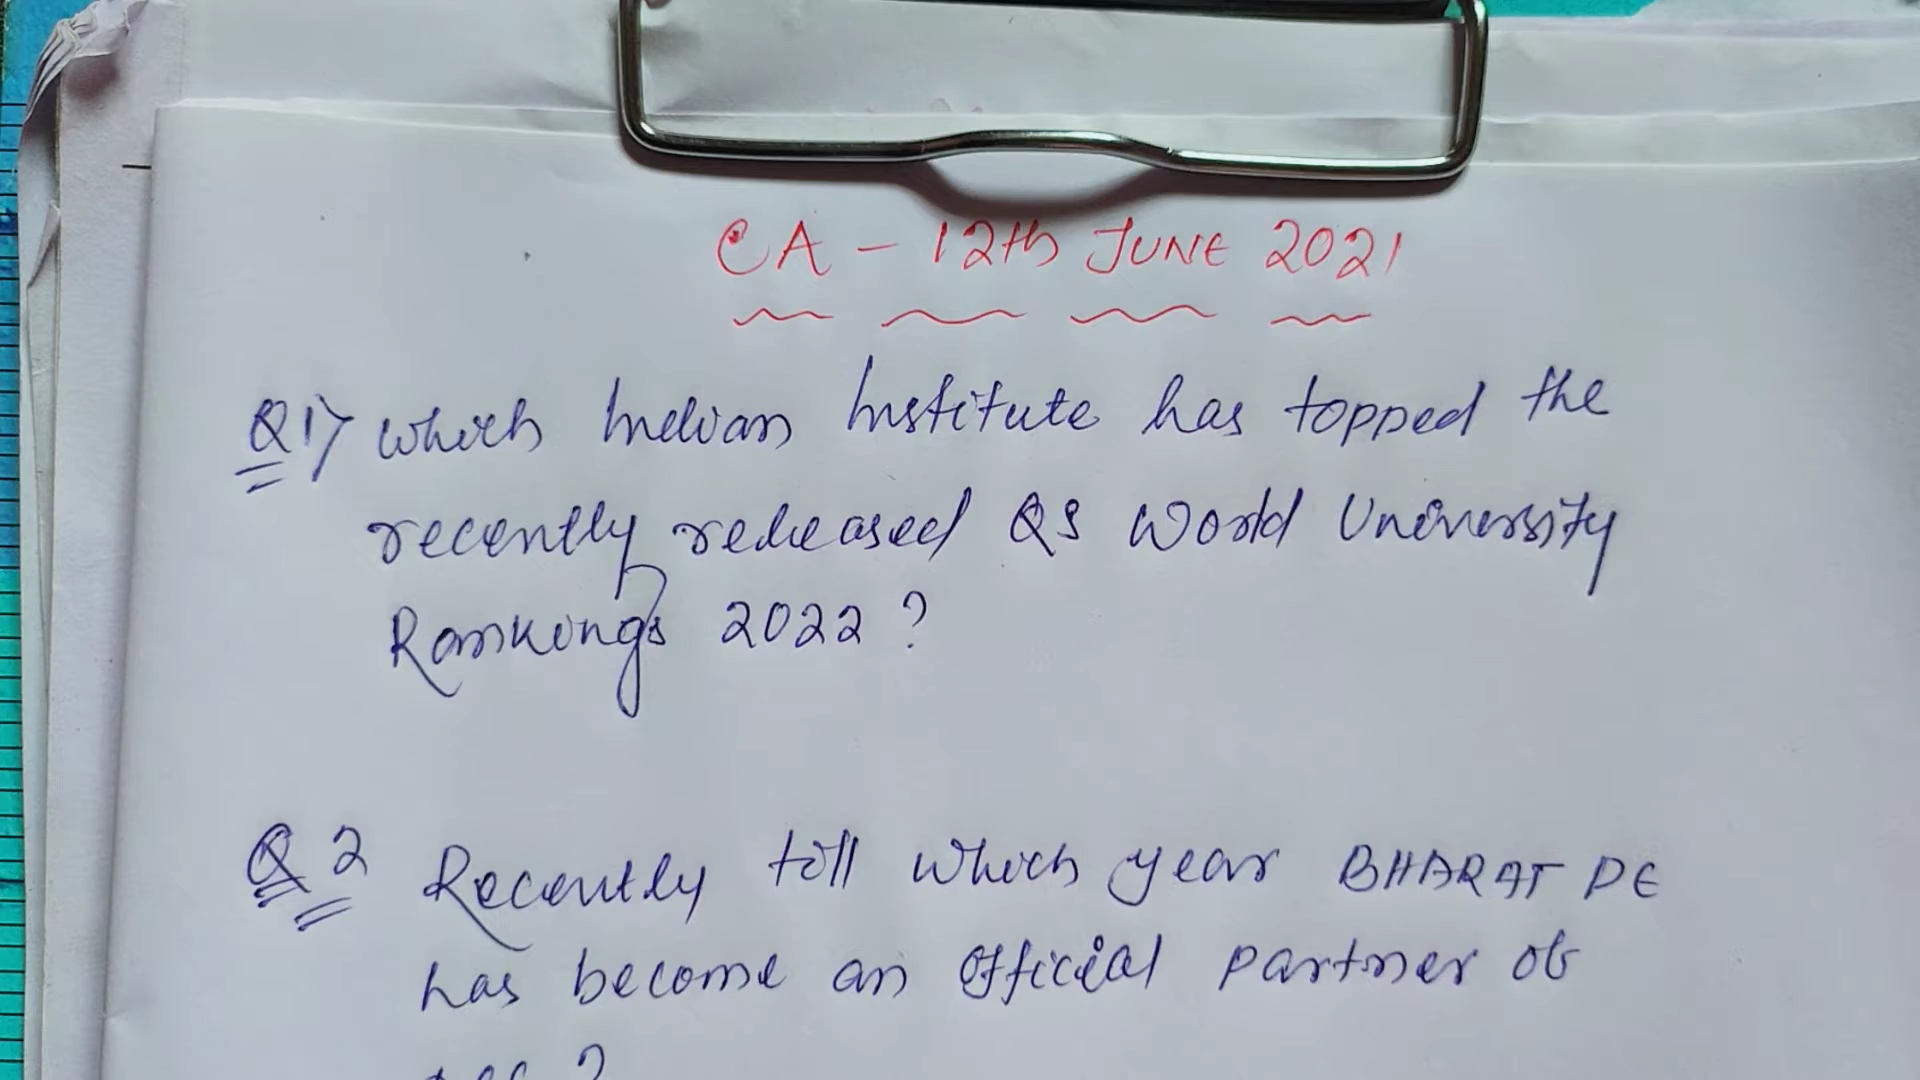 CA - 12th JUNE 2021
Q1) Which Indian Institute has topped the
recently released QS World University
Rankings 2022 ?
Q2 Recently till which year BHARAT PE
has become an official partner of
?